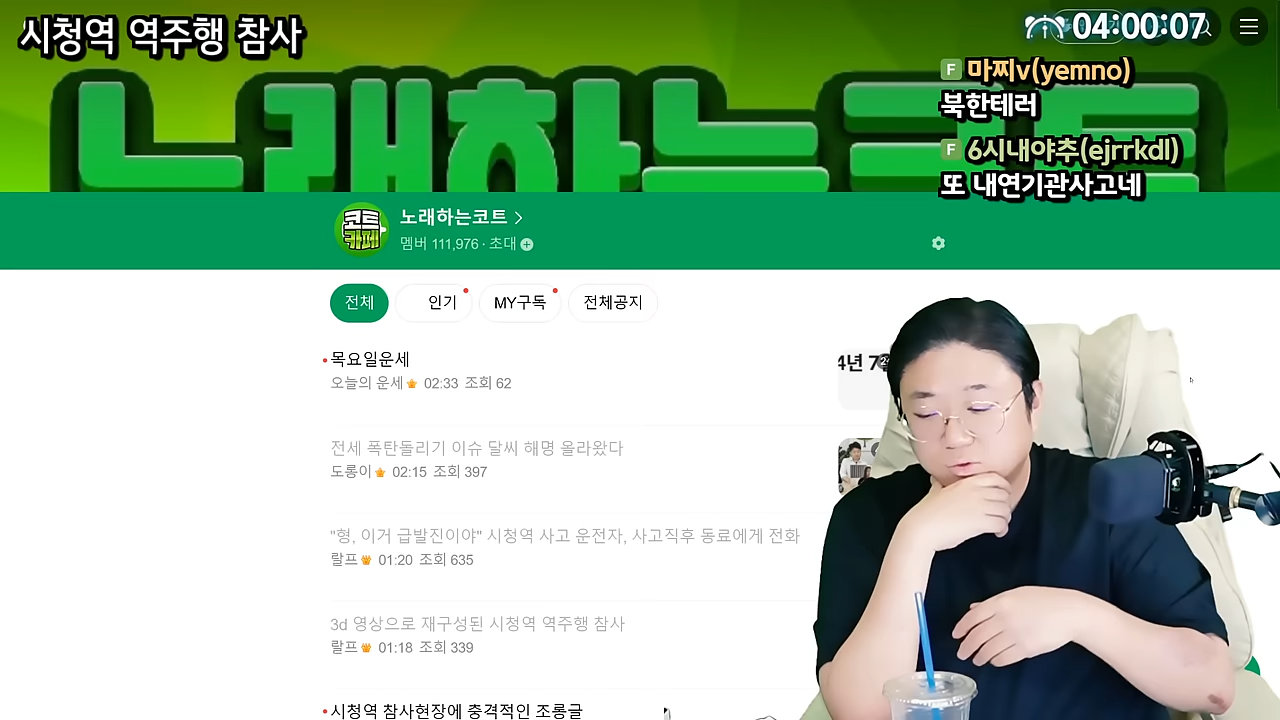 시청역 역주행 참사
04:00:07
F 마찌v(yemno)
북한테러
F 6시내야추(ejrrkdl)
또 내연기관사고네
노래하는코트
코트
카페
노래하는코트
멤버 111,976 · 초대
전체
인기
MY구독
전체공지
목요일운세
오늘의 운세 02:33 조회 62
4년 7
전세 폭탄돌리기 이슈 달씨 해명 올라왔다
도롱이 02:15 조회 397
"형, 이거 급발진이야" 시청역 사고 운전자, 사고직후 동료에게 전화
랄프 01:20 조회 635
3d 영상으로 재구성된 시청역 역주행 참사
랄프 01:18 조회 339
시청역 참사현장에 충격적인 조롱글